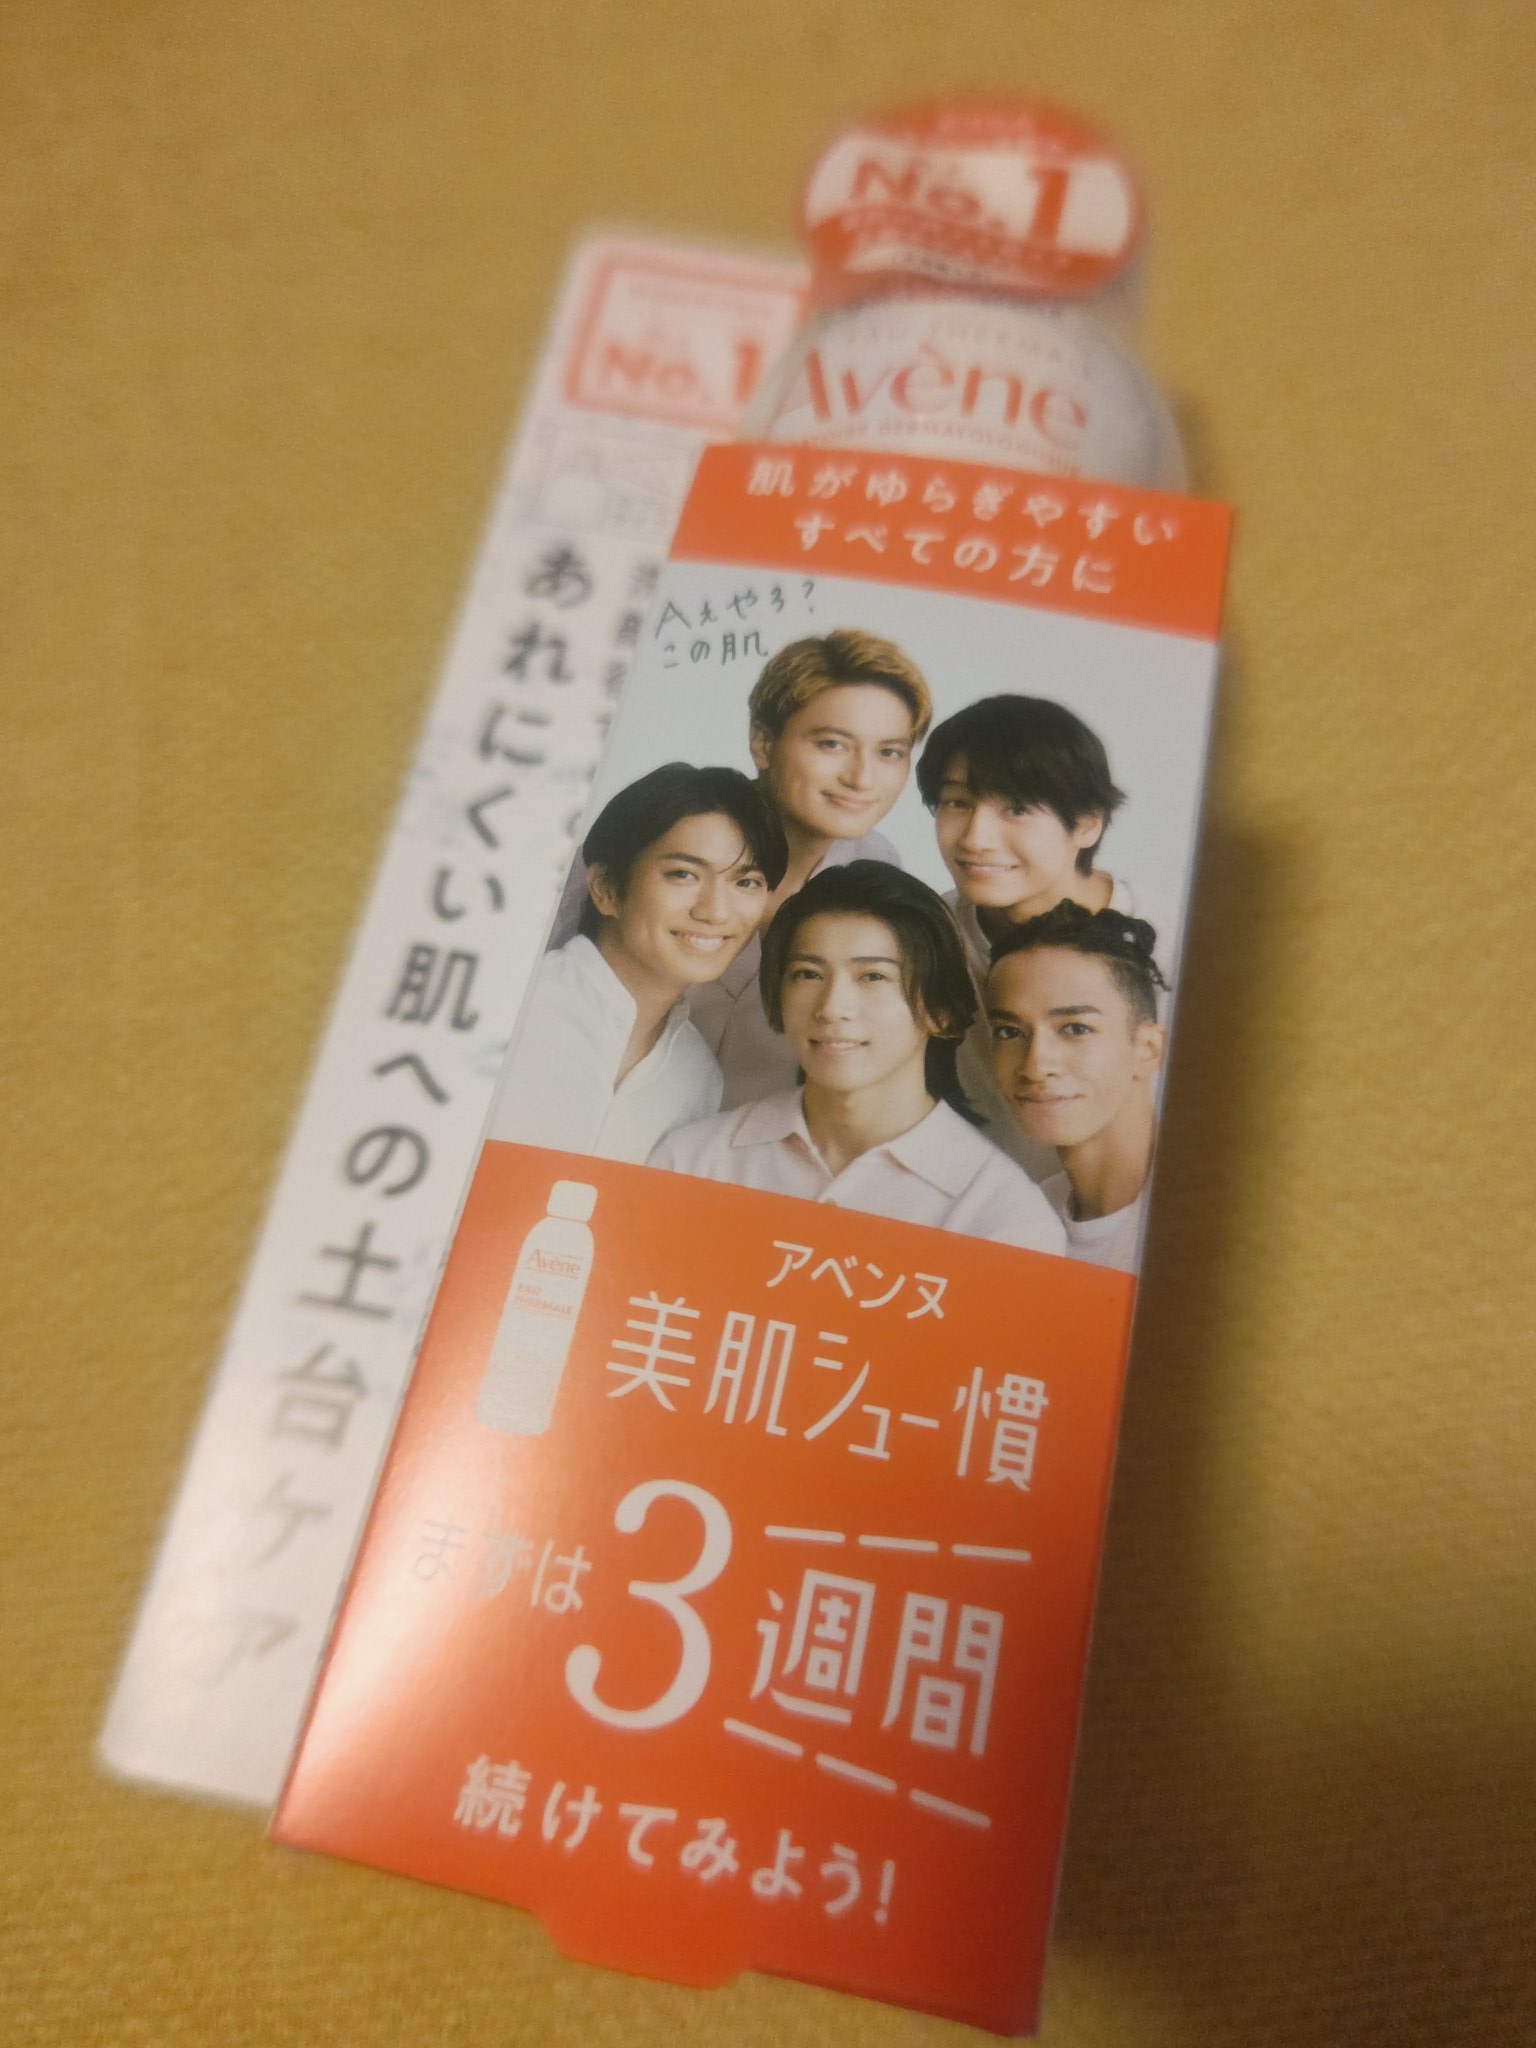 No.1
No.1
Avène
肌がゆらぎやすい
すべての方に
Aぇやろ?
この肌
あれにくい肌への土台ケア
Avène
EAU
THERMALE
アベンヌ
美肌シュー慣
まずは3週間
続けてみよう!